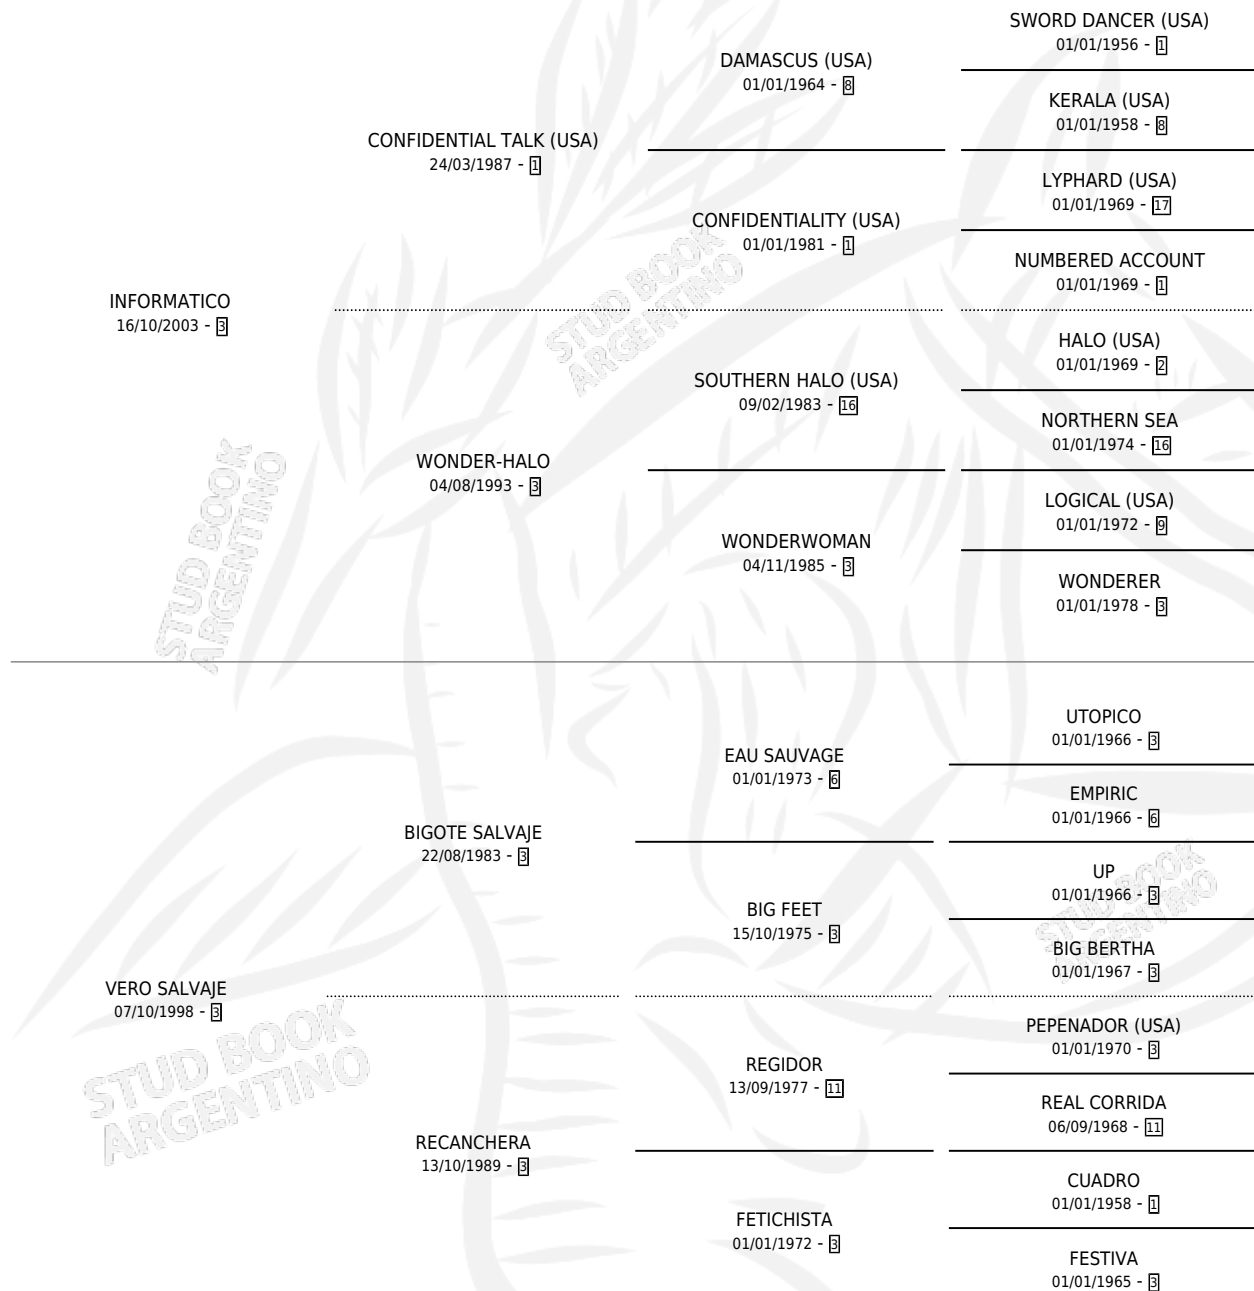 SWORD DANCER (USA)
01/01/1956 - 1
DAMASCUS (USA)
01/01/1964 - 8
KERALA (USA)
01/01/1958 - 8
CONFIDENTIAL TALK (USA)
24/03/1987 - 1
LYPHARD (USA)
01/01/1969 - 17
CONFIDENTIALITY (USA)
01/01/1981 - 1
NUMBERED ACCOUNT
01/01/1969 - 1
INFORMATICO
16/10/2003 - 3
HALO (USA)
01/01/1969 - 2
SOUTHERN HALO (USA)
09/02/1983 - 16
NORTHERN SEA
01/01/1974 - 16
WONDER-HALO
04/08/1993 - 3
LOGICAL (USA)
01/01/1972 - 9
WONDERWOMAN
04/11/1985 - 3
WONDERER
01/01/1978 - 3
UTOPICO
01/01/1966 - 3
EAU SAUVAGE
01/01/1973 - 6
EMPIRIC
01/01/1966 - 6
BIGOTE SALVAJE
22/08/1983 - 3
UP
01/01/1966 - 3
BIG FEET
15/10/1975 - 3
BIG BERTHA
01/01/1967 - 3
VERO SALVAJE
07/10/1998 - 3
PEPENADOR (USA)
01/01/1970 - 3
REGIDOR
13/09/1977 - 11
REAL CORRIDA
06/09/1968 - 11
RECANCHERA
13/10/1989 - 3
CUADRO
01/01/1958 - 1
FETICHISTA
01/01/1972 - 3
FESTIVA
01/01/1965 - 3
STUD BOOK
ARGENTINO
STUD BOOK
ARGENTINO
STUD BOOK
ARGENTINO
STUD BOOK
ARGENTINO